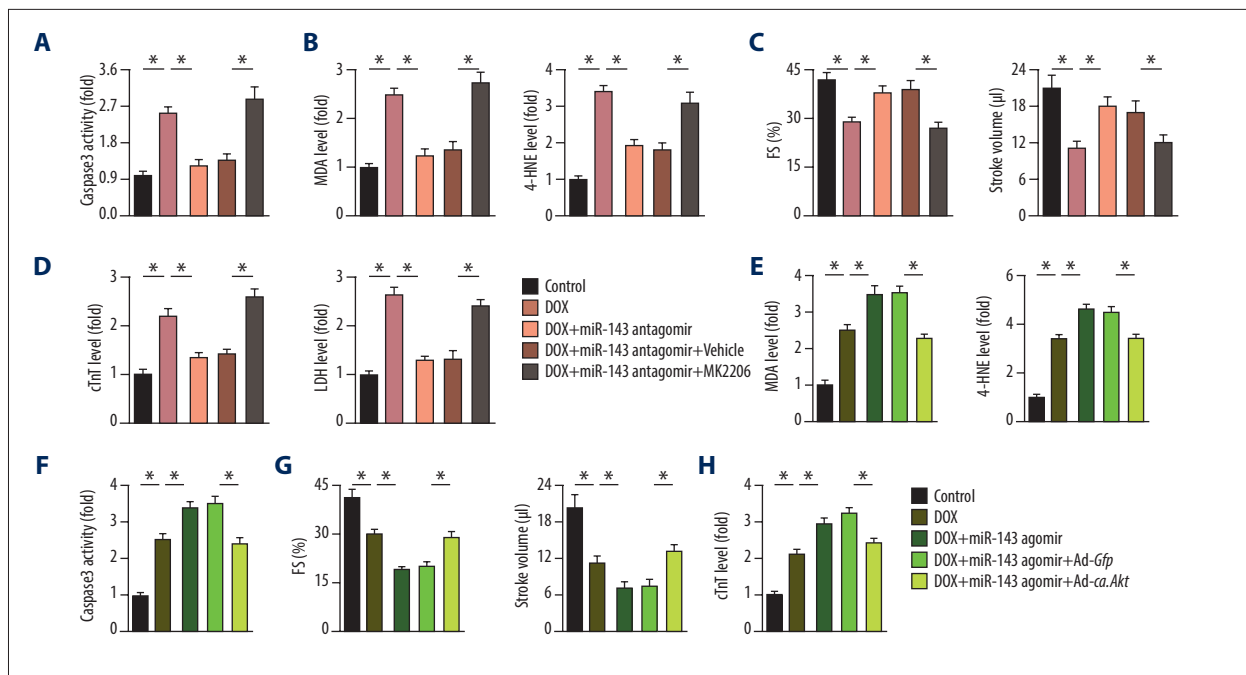 A
Caspase3 activity (fold)
3.6
2.7
1.8
0.9
0.0
* *
*
B
MDA level (fold)
3
2
1
0
* *
*
4-HNE level (fold)
4
3
2
1
0
* *
*
C
FS (%)
45
30
15
0
* *
*
Stroke volume (µl)
24
18
12
6
0
* *
*
D
cTnT level (fold)
3
2
1
0
* *
*
LDH level (fold)
3
2
1
0
* *
*
Control
DOX
DOX+miR-143 antagomir
DOX+miR-143 antagomir+Vehicle
DOX+miR-143 antagomir+MK2206
E
MDA level (fold)
4
3
2
1
0
* *
*
4-HNE level (fold)
6
4
2
0
* *
*
F
Caspase3 activity (fold)
4
3
2
1
0
* *
*
G
FS (%)
45
30
15
0
* *
*
Stroke volume (µl)
24
18
12
6
0
* *
*
H
cTnT level (fold)
4
3
2
1
0
* *
*
Control
DOX
DOX+miR-143 agomir
DOX+miR-143 agomir+Ad-Gfp
DOX+miR-143 agomir+Ad-ca.Akt